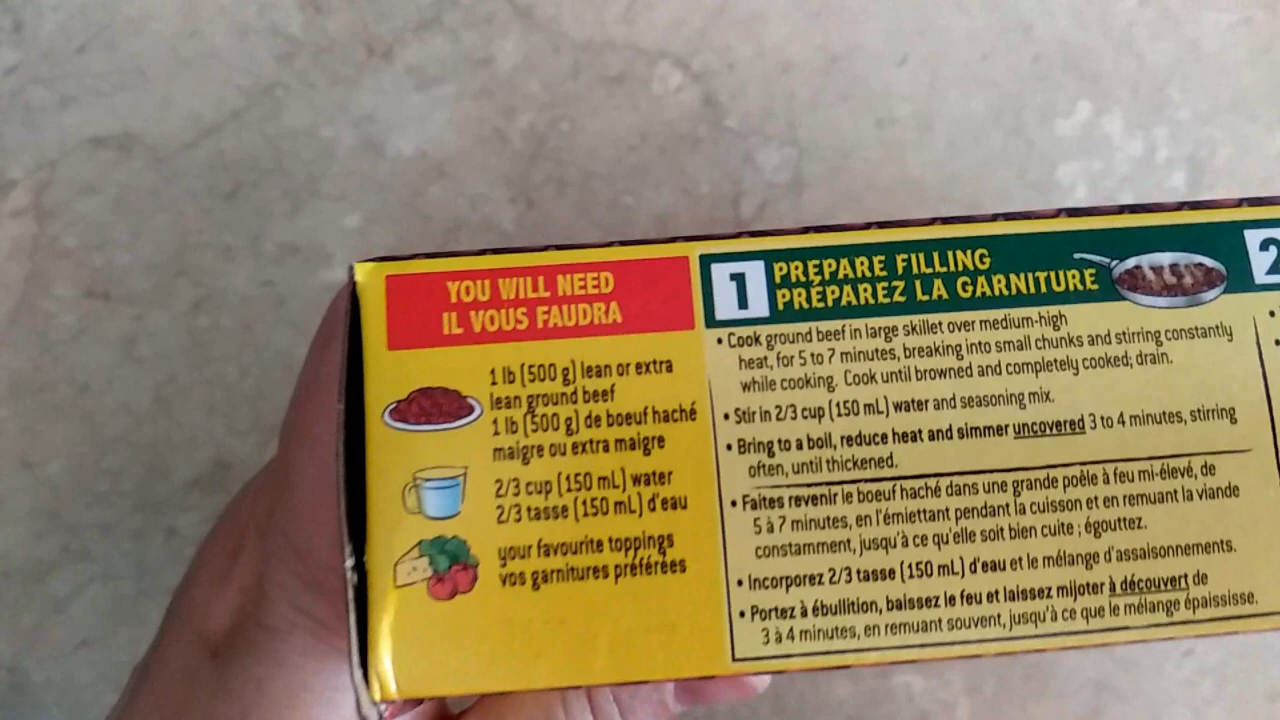 YOU WILL NEED
IL VOUS FAUDRA
1 lb (500 g) lean or extra
lean ground beef
1 lb (500 g) de boeuf haché
maigre ou extra maigre
2/3 cup (150 mL) water
2/3 tasse (150 mL) d'eau
your favourite toppings
vos garnitures préférées
1 PREPARE FILLING
PRÉPAREZ LA GARNITURE
• Cook ground beef in large skillet over medium-high
heat, for 5 to 7 minutes, breaking into small chunks and stirring constantly
while cooking. Cook until browned and completely cooked; drain.
• Stir in 2/3 cup (150 mL) water and seasoning mix.
• Bring to a boil, reduce heat and simmer uncovered 3 to 4 minutes, stirring
often, until thickened.
• Faites revenir le boeuf haché dans une grande poêle à feu mi-élevé, de
5 à 7 minutes, en l'émiettant pendant la cuisson et en remuant la viande
constamment, jusqu'à ce qu'elle soit bien cuite ; égouttez.
• Incorporez 2/3 tasse (150 mL) d'eau et le mélange d'assaisonnements.
• Portez à ébullition, baissez le feu et laissez mijoter à découvert de
3 à 4 minutes, en remuant souvent, jusqu'à ce que le mélange épaississe.
2